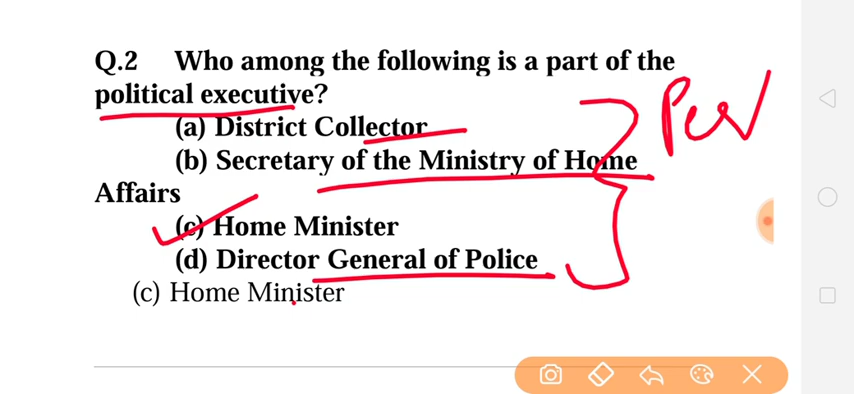 Q.2 Who among the following is a part of the
political executive?
(a) District Collector
(b) Secretary of the Ministry of Home
Affairs
(c) Home Minister
(d) Director General of Police
(c) Home Minister